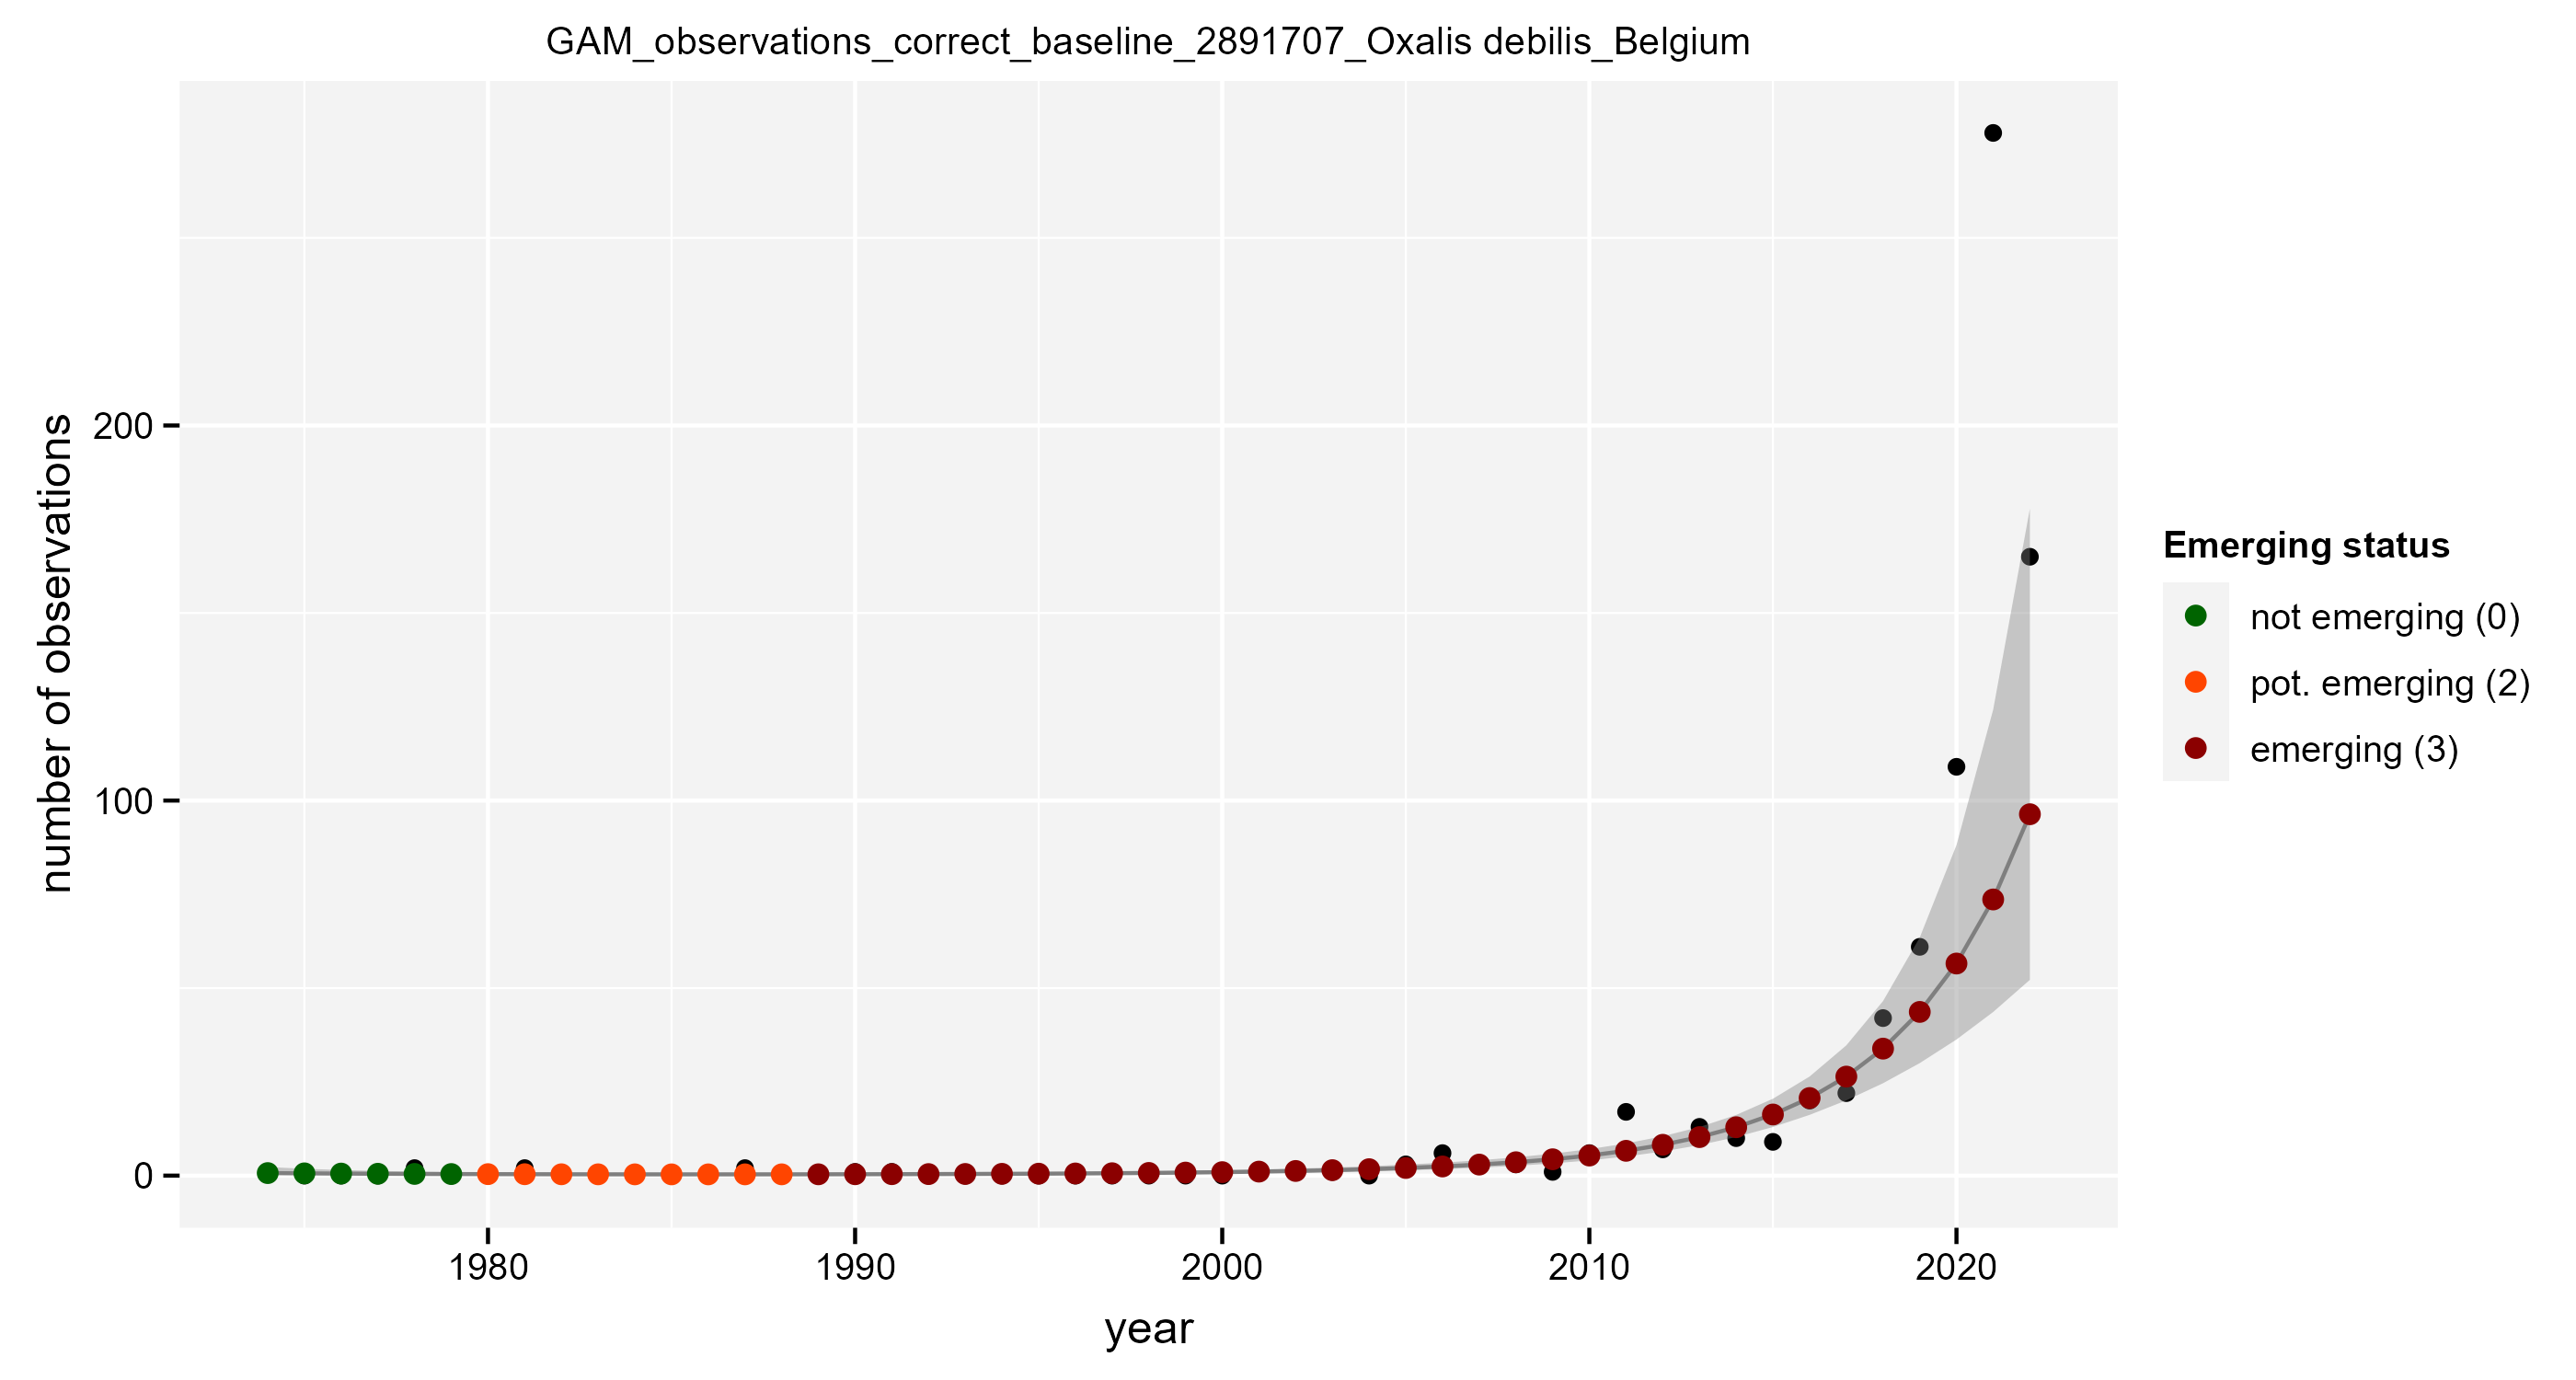 GAM_observations_correct_baseline_2891707_Oxalis debilis_Belgium
number of observations
200
100
0
1980
1990
2000
2010
2020
year
Emerging status
not emerging (0)
pot. emerging (2)
emerging (3)